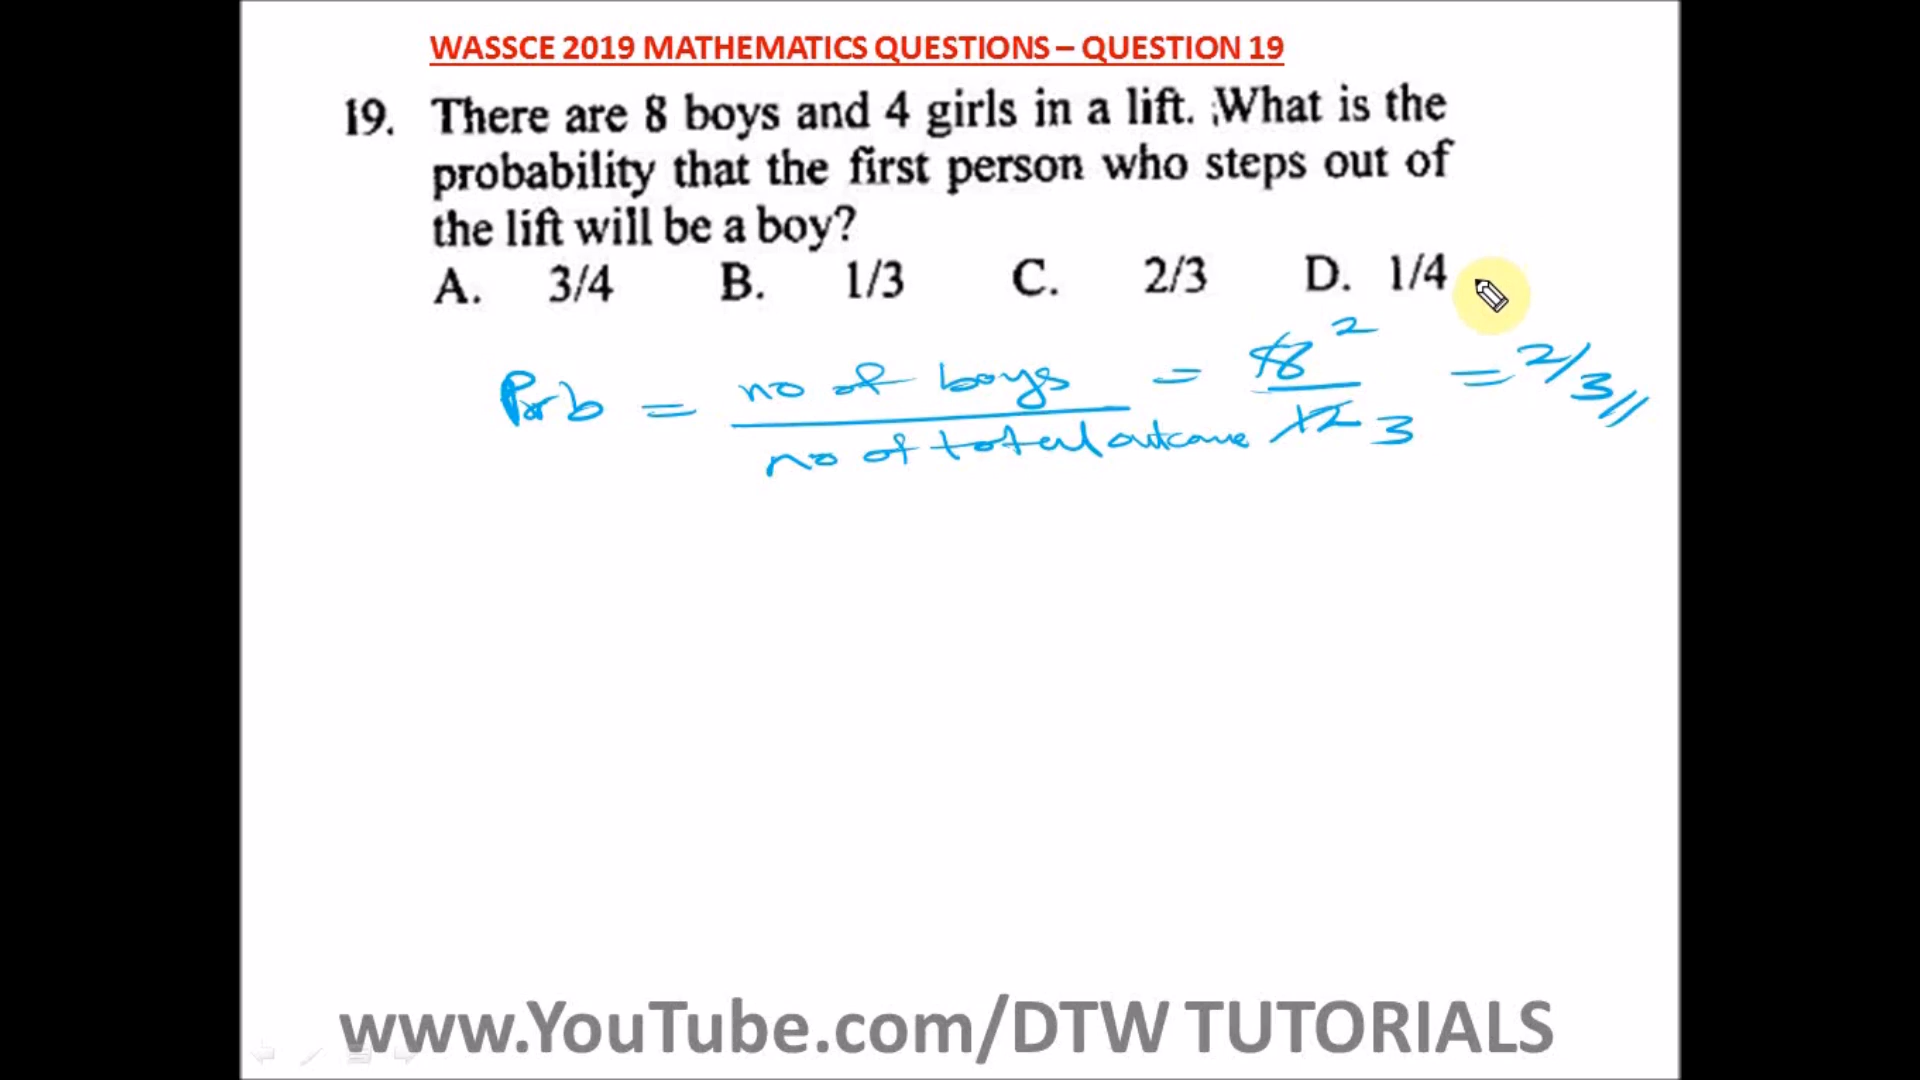 WASSCE 2019 MATHEMATICS QUESTIONS – QUESTION 19
19. There are 8 boys and 4 girls in a lift. What is the
probability that the first person who steps out of
the lift will be a boy?
A. 3/4 B. 1/3 C. 2/3 D. 1/4
Prb = no of boys / no of total outcome = 8 2 / 12 3 = 2/3
www.YouTube.com/DTW TUTORIALS